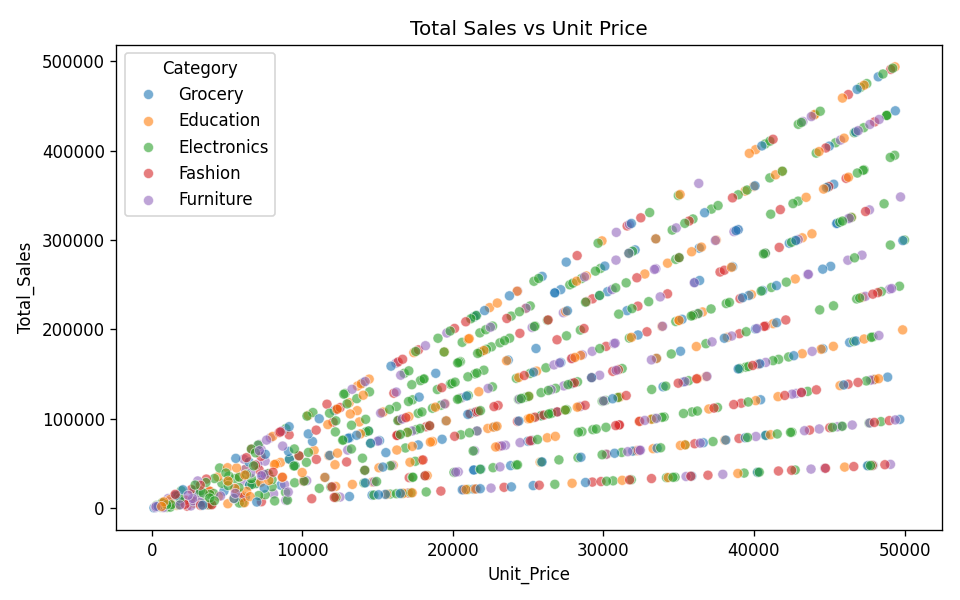 Total Sales vs Unit Price
Category
Grocery
Education
Electronics
Fashion
Furniture
500000
400000
300000
200000
100000
0
Total_Sales
0 10000 20000 30000 40000 50000
Unit_Price